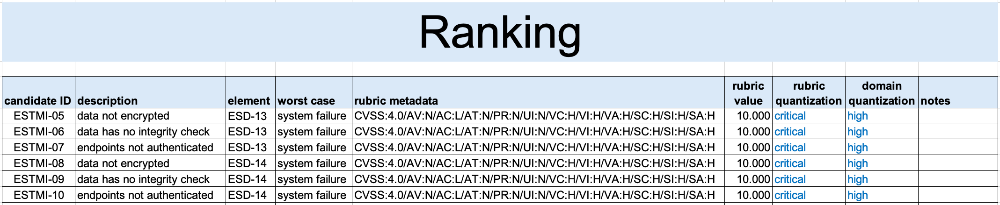 Ranking
candidate ID description element worst case rubric metadata rubric value rubric quantization domain quantization notes
ESTMI-05 data not encrypted ESD-13 system failure CVSS:4.0/AV:N/AC:L/AT:N/PR:N/UI:N/VC:H/VI:H/VA:H/SC:H/SI:H/SA:H 10.000 critical high
ESTMI-06 data has no integrity check ESD-13 system failure CVSS:4.0/AV:N/AC:L/AT:N/PR:N/UI:N/VC:H/VI:H/VA:H/SC:H/SI:H/SA:H 10.000 critical high
ESTMI-07 endpoints not authenticated ESD-13 system failure CVSS:4.0/AV:N/AC:L/AT:N/PR:N/UI:N/VC:H/VI:H/VA:H/SC:H/SI:H/SA:H 10.000 critical high
ESTMI-08 data not encrypted ESD-14 system failure CVSS:4.0/AV:N/AC:L/AT:N/PR:N/UI:N/VC:H/VI:H/VA:H/SC:H/SI:H/SA:H 10.000 critical high
ESTMI-09 data has no integrity check ESD-14 system failure CVSS:4.0/AV:N/AC:L/AT:N/PR:N/UI:N/VC:H/VI:H/VA:H/SC:H/SI:H/SA:H 10.000 critical high
ESTMI-10 endpoints not authenticated ESD-14 system failure CVSS:4.0/AV:N/AC:L/AT:N/PR:N/UI:N/VC:H/VI:H/VA:H/SC:H/SI:H/SA:H 10.000 critical high